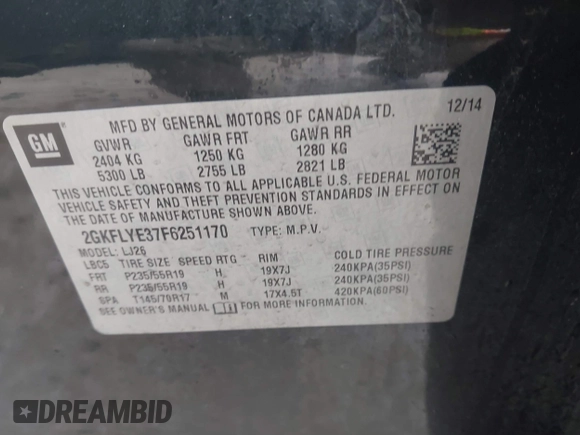 12/14
GM
MFD BY GENERAL MOTORS OF CANADA LTD.
GVWR GAWR FRT GAWR RR
2404 KG 1250 KG 1280 KG
5300 LB 2755 LB 2821 LB
THIS VEHICLE CONFORMS TO ALL APPLICABLE U.S. FEDERAL MOTOR
VEHICLE SAFETY AND THEFT PREVENTION STANDARDS IN EFFECT ON
THE DATE OF MANUFACTURE SHOWN ABOVE.
2GKFLYE37F6251170 TYPE: M.P.V.
MODEL: LJ26
LBC5 TIRE SIZE SPEED RTG RIM COLD TIRE PRESSURE
FRT P235/55R19 H 19X7J 240KPA(35PSI)
RR P235/55R19 H 19X7J 240KPA(35PSI)
SPA T145/70R17 M 17X4.5T 420KPA(60PSI)
SEE OWNER'S MANUAL FOR MORE INFORMATION
DREAMBID